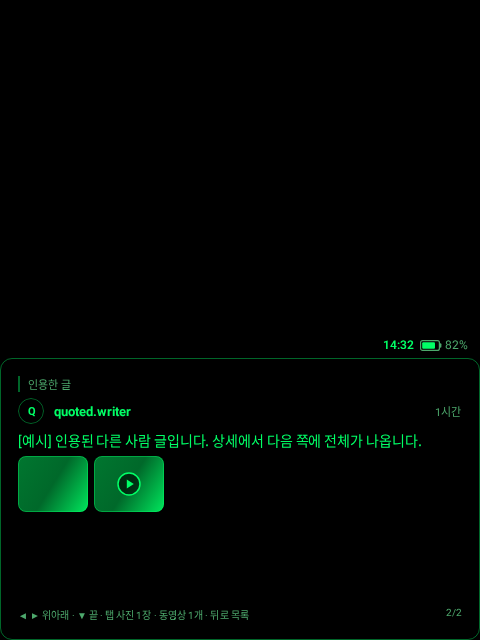 14:32 82%
인용한 글
Q quoted.writer 1시간
[예시] 인용된 다른 사람 글입니다. 상세에서 다음 쪽에 전체가 나옵니다.
◄ ► 위아래 · ▼ 끝 · 탭 사진 1장 · 동영상 1개 · 뒤로 목록 2/2